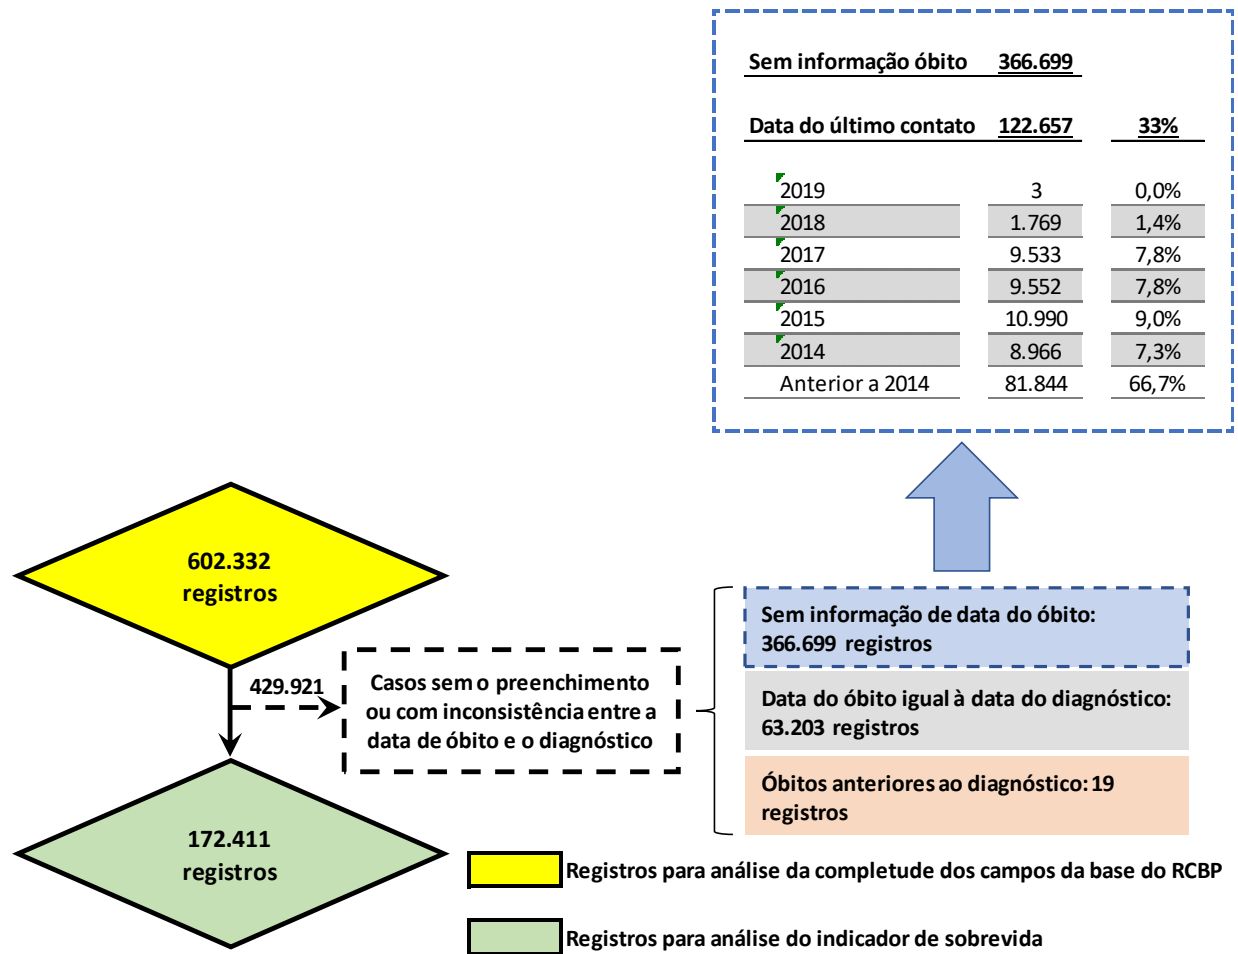 Sem informação óbito 366.699
Data do último contato 122.657 33%
2019 3 0,0%
2018 1.769 1,4%
2017 9.533 7,8%
2016 9.552 7,8%
2015 10.990 9,0%
2014 8.966 7,3%
Anterior a 2014 81.844 66,7%
602.332
registros
429.921
Casos sem o preenchimento
ou com inconsistência entre a
data de óbito e o diagnóstico
Sem informação de data do óbito:
366.699 registros
Data do óbito igual à data do diagnóstico:
63.203 registros
Óbitos anteriores ao diagnóstico: 19
registros
172.411
registros
Registros para análise da completude dos campos da base do RCBP
Registros para análise do indicador de sobrevida